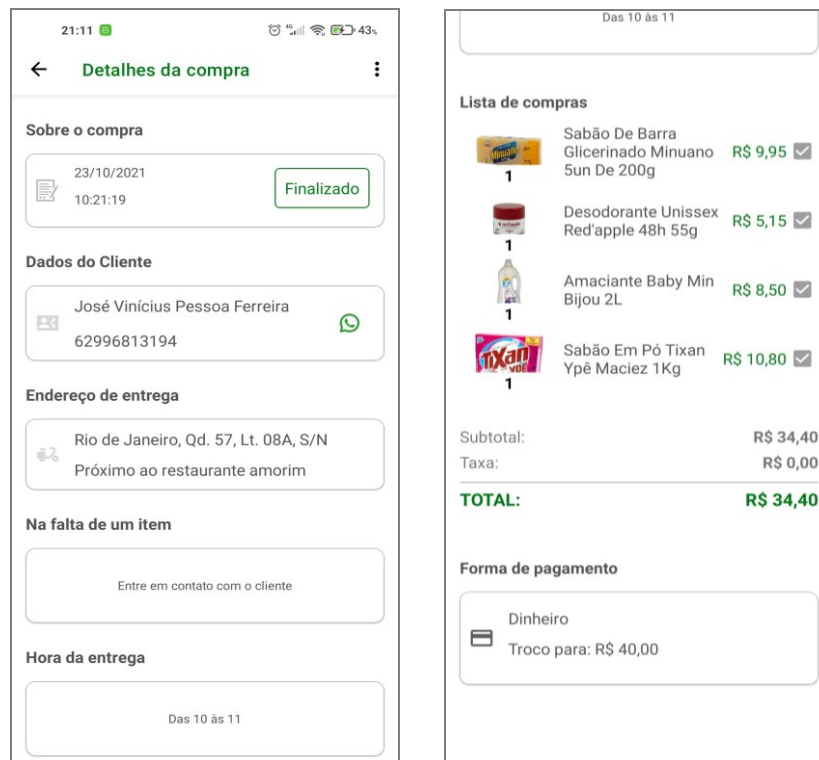 21:11
4G
43%
Detalhes da compra
Sobre o compra
23/10/2021
10:21:19
Finalizado
Dados do Cliente
José Vinícius Pessoa Ferreira
62996813194
Endereço de entrega
Rio de Janeiro, Qd. 57, Lt. 08A, S/N
Próximo ao restaurante amorim
Na falta de um item
Entre em contato com o cliente
Hora da entrega
Das 10 às 11
Das 10 às 11
Lista de compras
Minuano
1
Sabão De Barra
Glicerinado Minuano
5un De 200g
R$ 9,95
1
Desodorante Unissex
Red'apple 48h 55g
R$ 5,15
1
Amaciante Baby Min
Bijou 2L
R$ 8,50
TiXan
YPÊ
1
Sabão Em Pó Tixan
Ypê Maciez 1Kg
R$ 10,80
Subtotal: R$ 34,40
Taxa: R$ 0,00
TOTAL: R$ 34,40
Forma de pagamento
Dinheiro
Troco para: R$ 40,00